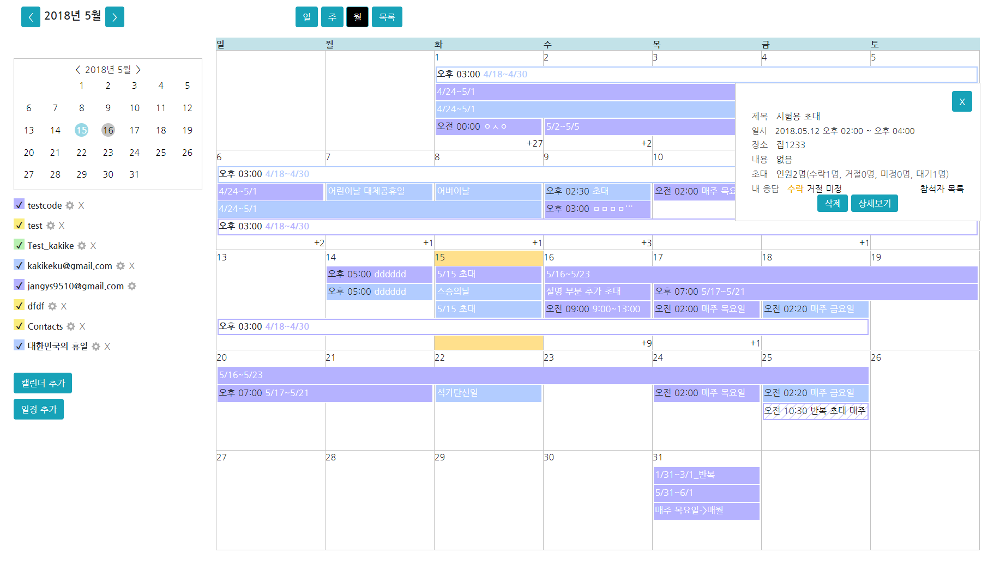 < 2018년 5월 >
일 주 월 목록
< 2018년 5월 >
1 2 3 4 5
6 7 8 9 10 11 12
13 14 15 16 17 18 19
20 21 22 23 24 25 26
27 28 29 30 31
✓ testcode X
✓ test X
✓ Test_kakike X
✓ kakikeku@gmail.com X
✓ jangys9510@gmail.com
✓ dfdf X
✓ Contacts X
✓ 대한민국의 휴일 X
캘린더 추가
일정 추가
일 월 화 수 목 금 토
1 2 3 4 5
오후 03:00 4/18~4/30
4/24~5/1
4/24~5/1
오전 00:00 ㅇㅅㅇ 5/2~5/5
+27 +2
6 7 8 9 10
오후 03:00 4/18~4/30
4/24~5/1 어린이날 대체공휴일 어버이날 오후 02:30 초대 오전 02:00 매주 목요
4/24~5/1 오후 03:00 ㅁㅁㅁㅁ'''
오후 03:00 4/18~4/30
+2 +1 +1 +3 +1
13 14 15 16 17 18 19
오후 05:00 dddddd 5/15 초대 5/16~5/23
오후 05:00 dddddd 스승의날 설명 부분 추가 초대 오후 07:00 5/17~5/21
5/15 초대 오전 09:00 9:00~13:00 오전 02:00 매주 목요일 오전 02:20 매주 금요일
오후 03:00 4/18~4/30
+9 +1
20 21 22 23 24 25 26
5/16~5/23
오후 07:00 5/17~5/21 석가탄신일 오전 02:00 매주 목요일 오전 02:20 매주 금요일
오전 10:30 반복 초대 매주
27 28 29 30 31
1/31~3/1_반복
5/31~6/1
매주 목요일->매월
X
제목 시험용 초대
일시 2018.05.12 오후 02:00 ~ 오후 04:00
장소 집1233
내용 없음
초대 인원2명(수락1명, 거절0명, 미정0명, 대기1명)
내 응답 수락 거절 미정 참석자 목록
삭제 상세보기